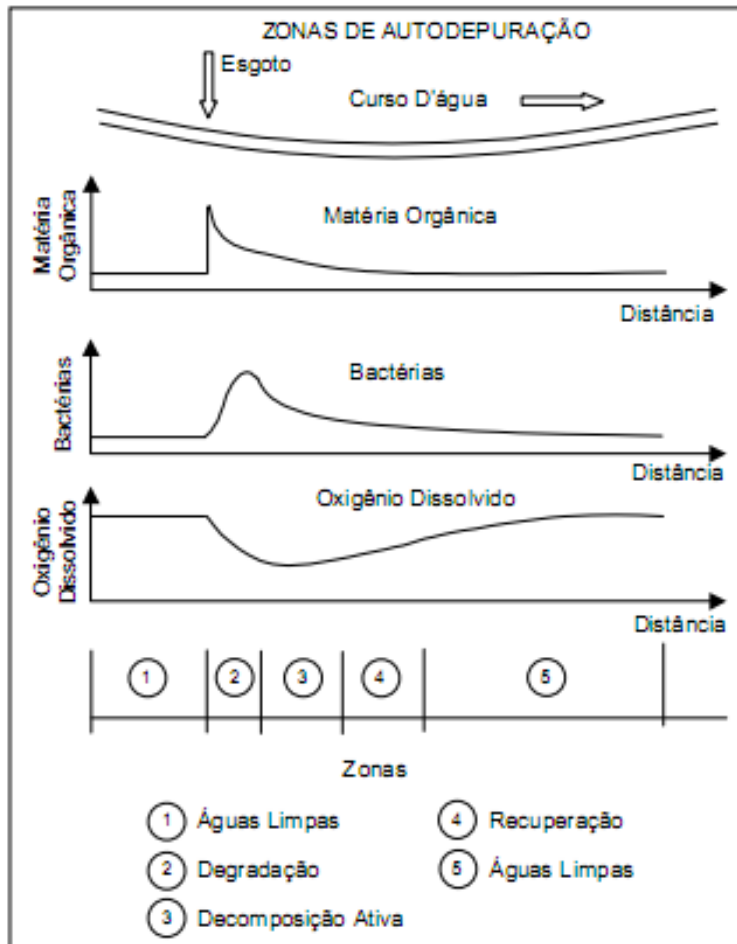 ZONAS DE AUTODEPURAÇÃO
Esgoto
Curso D'água
Matéria
Orgânica
Matéria Orgânica
Distância
Bactérias
Bactérias
Distância
Oxigênio
Dissolvido
Oxigênio Dissolvido
Distância
1 2 3 4 5
Zonas
1 Águas Limpas
4 Recuperação
2 Degradação
5 Águas Limpas
3 Decomposição Ativa